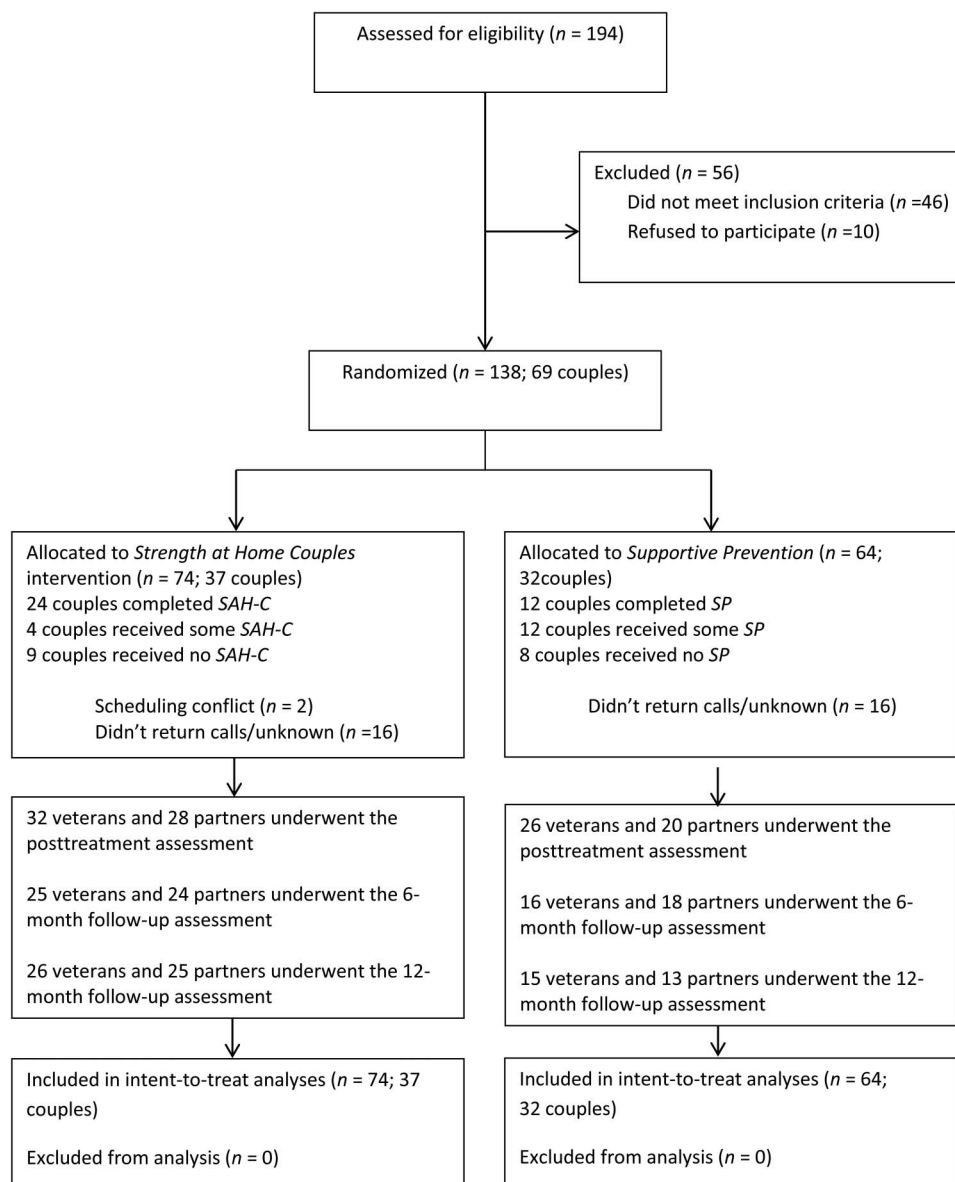 Assessed for eligibility (n = 194)
Excluded (n = 56)
Did not meet inclusion criteria (n =46)
Refused to participate (n =10)
Randomized (n = 138; 69 couples)
Allocated to Strength at Home Couples
intervention (n = 74; 37 couples)
24 couples completed SAH-C
4 couples received some SAH-C
9 couples received no SAH-C
Scheduling conflict (n = 2)
Didn’t return calls/unknown (n =16)
Allocated to Supportive Prevention (n = 64;
32couples)
12 couples completed SP
12 couples received some SP
8 couples received no SP
Didn’t return calls/unknown (n = 16)
32 veterans and 28 partners underwent the
posttreatment assessment
25 veterans and 24 partners underwent the 6-
month follow-up assessment
26 veterans and 25 partners underwent the 12-
month follow-up assessment
26 veterans and 20 partners underwent the
posttreatment assessment
16 veterans and 18 partners underwent the 6-
month follow-up assessment
15 veterans and 13 partners underwent the 12-
month follow-up assessment
Included in intent-to-treat analyses (n = 74; 37
couples)
Excluded from analysis (n = 0)
Included in intent-to-treat analyses (n = 64;
32 couples)
Excluded from analysis (n = 0)